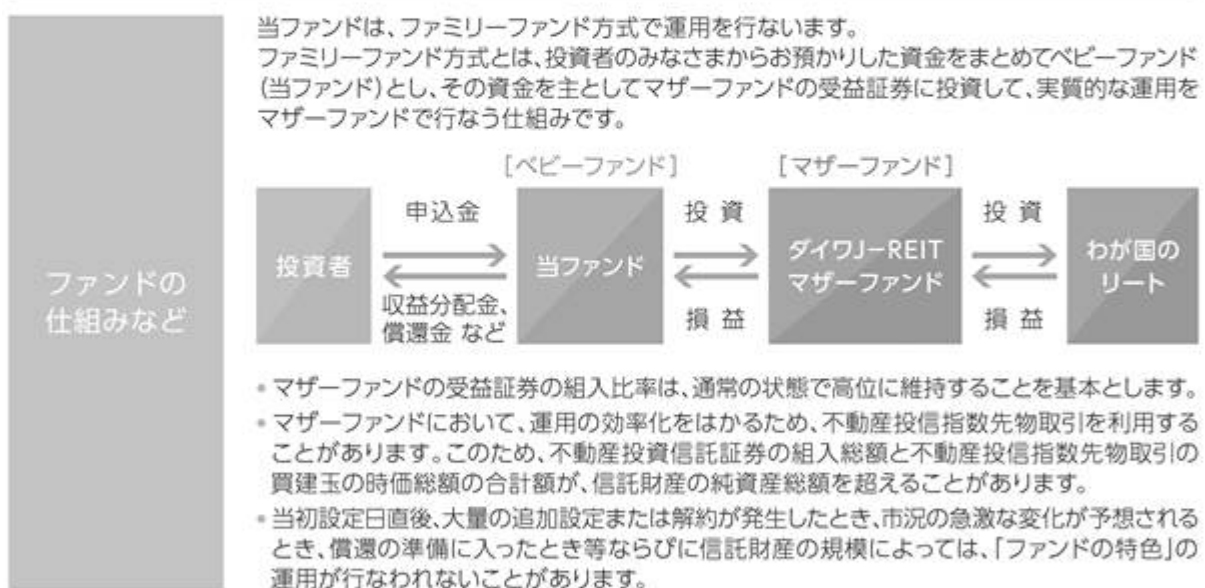 当ファンドは、ファミリーファンド方式で運用を行ないます。
ファミリーファンド方式とは、投資者のみなさまからお預かりした資金をまとめてベビーファンド
(当ファンド)とし、その資金を主としてマザーファンドの受益証券に投資して、実質的な運用を
マザーファンドで行なう仕組みです。
[ベビーファンド]
[マザーファンド]
申込金
投 資
投 資
投資者
当ファンド
ダイワJ-REIT
マザーファンド
わが国の
リート
収益分配金、
償還金 など
損 益
損 益
ファンドの
仕組みなど
• マザーファンドの受益証券の組入比率は、通常の状態で高位に維持することを基本とします。
• マザーファンドにおいて、運用の効率化をはかるため、不動産投信指数先物取引を利用する
ことがあります。このため、不動産投資信託証券の組入総額と不動産投信指数先物取引の
買建玉の時価総額の合計額が、信託財産の純資産総額を超えることがあります。
• 当初設定日直後、大量の追加設定または解約が発生したとき、市況の急激な変化が予想される
とき、償還の準備に入ったとき等ならびに信託財産の規模によっては、「ファンドの特色」の
運用が行なわれないことがあります。